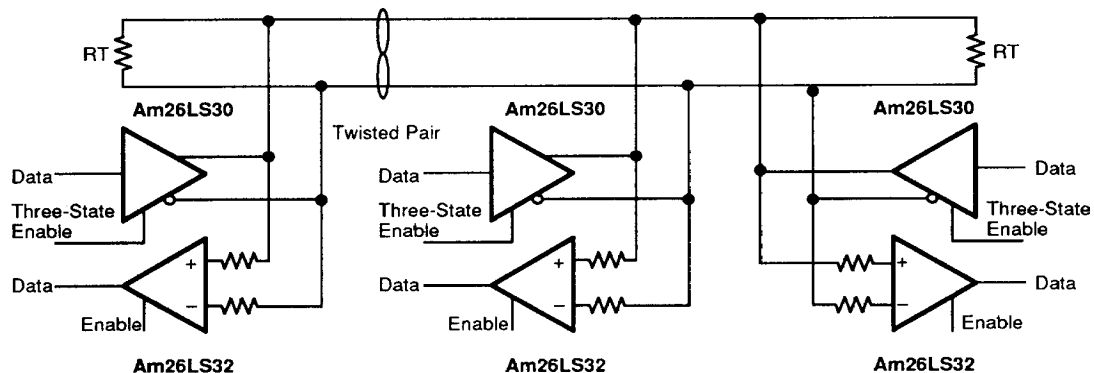 RT
RT
Am26LS30
Am26LS30
Am26LS30
Twisted Pair
Data
Data
Data
Three-State
Enable
Three-State
Enable
Three-State
Enable
+
−
+
−
+
−
Data
Data
Data
Enable
Enable
Enable
Am26LS32
Am26LS32
Am26LS32